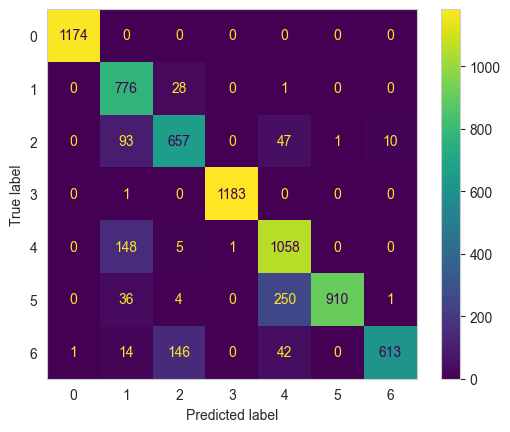 0 1174 0 0 0 0 0 0
1 0 776 28 0 1 0 0
2 0 93 657 0 47 1 10
3 0 1 0 1183 0 0 0
4 0 148 5 1 1058 0 0
5 0 36 4 0 250 910 1
6 1 14 146 0 42 0 613
0 1 2 3 4 5 6
Predicted label
True label
1000
800
600
400
200
0